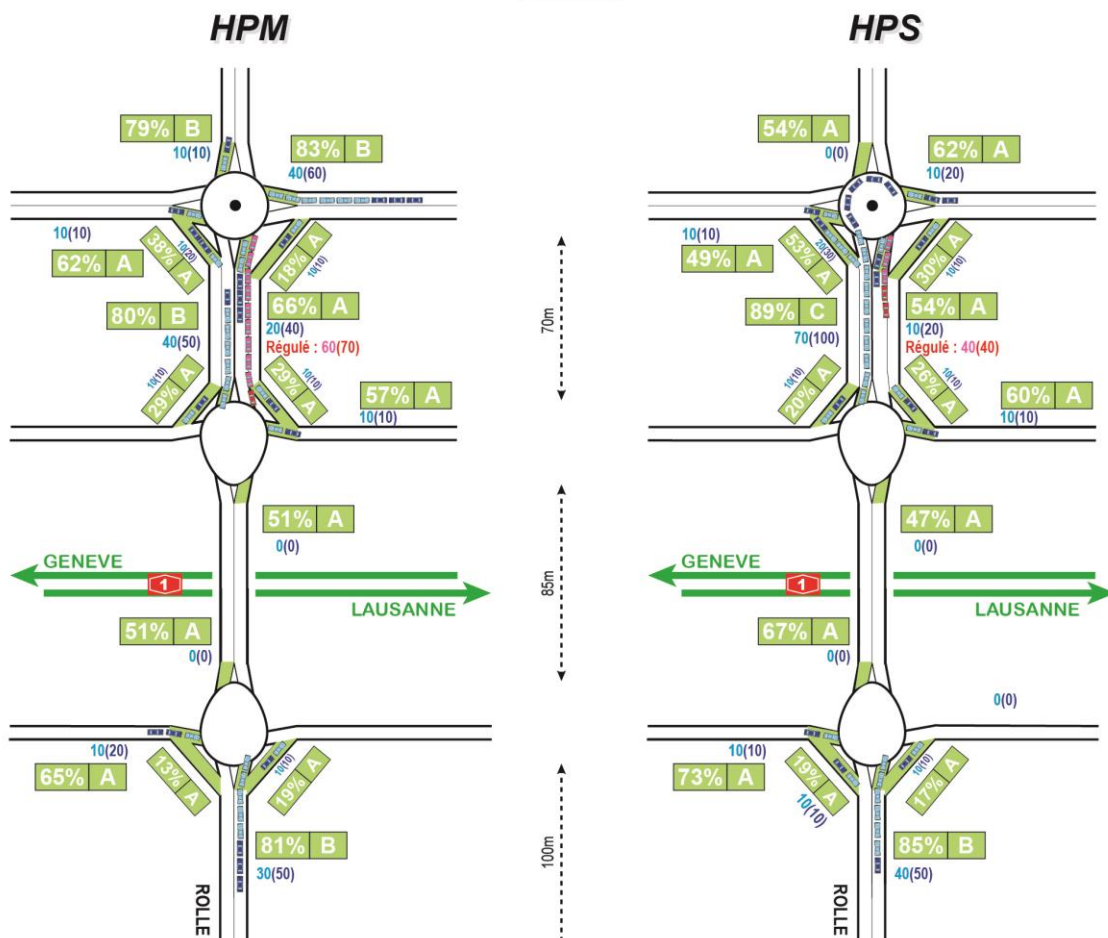 HPM
79% B
10(10)
83% B
40(60)
10(10)
62% A
38% A
10(20)
18% A
10(10)
80% B
40(50)
66% A
20(40)
Régulé : 60(70)
10(10)
29% A
29% A
10(10)
57% A
10(10)
51% A
0(0)
GENEVE
1
LAUSANNE
51% A
0(0)
10(20)
65% A
13% A
10(10)
19% A
81% B
30(50)
ROLLE
70m
85m
100m
HPS
54% A
0(0)
62% A
10(20)
10(10)
49% A
53% A
20(30)
30% A
10(10)
89% C
70(100)
54% A
10(20)
Régulé : 40(40)
10(10)
20% A
26% A
10(10)
60% A
10(10)
47% A
0(0)
GENEVE
1
LAUSANNE
67% A
0(0)
0(0)
10(10)
73% A
19% A
10(10)
10(10)
17% A
85% B
40(50)
ROLLE